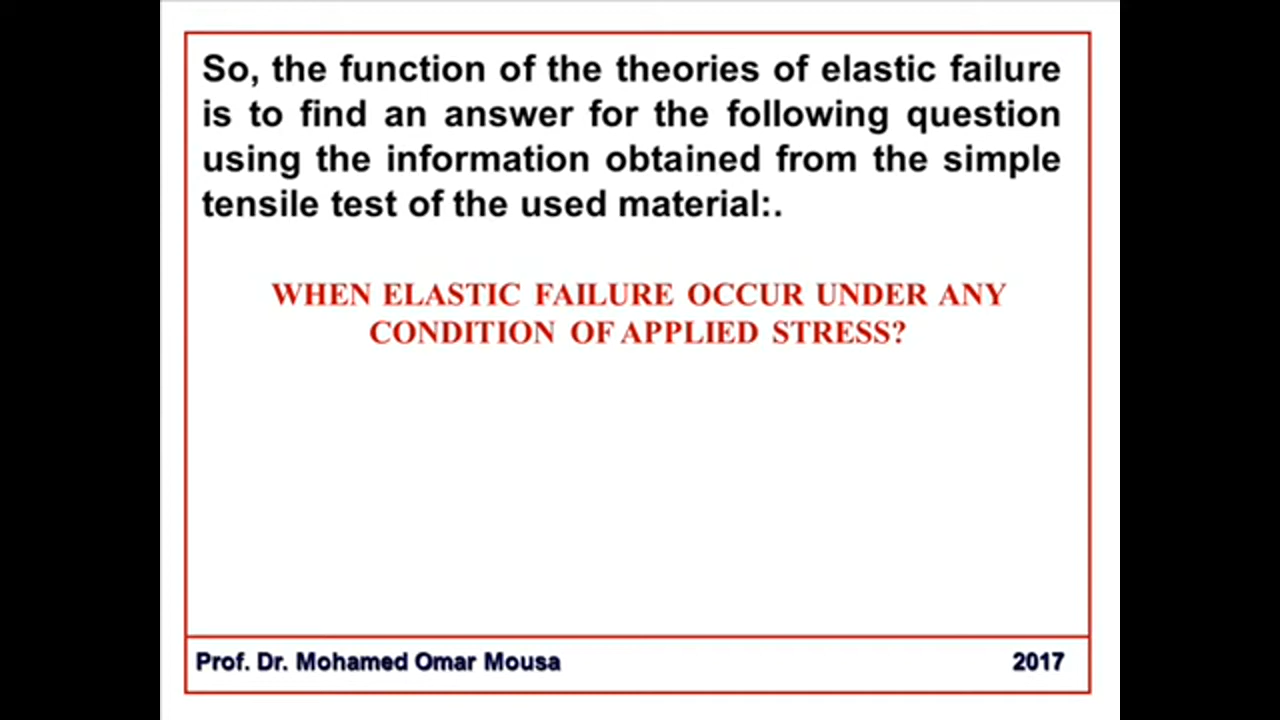 So, the function of the theories of elastic failure
is to find an answer for the following question
using the information obtained from the simple
tensile test of the used material:.
WHEN ELASTIC FAILURE OCCUR UNDER ANY
CONDITION OF APPLIED STRESS?
Prof. Dr. Mohamed Omar Mousa 2017